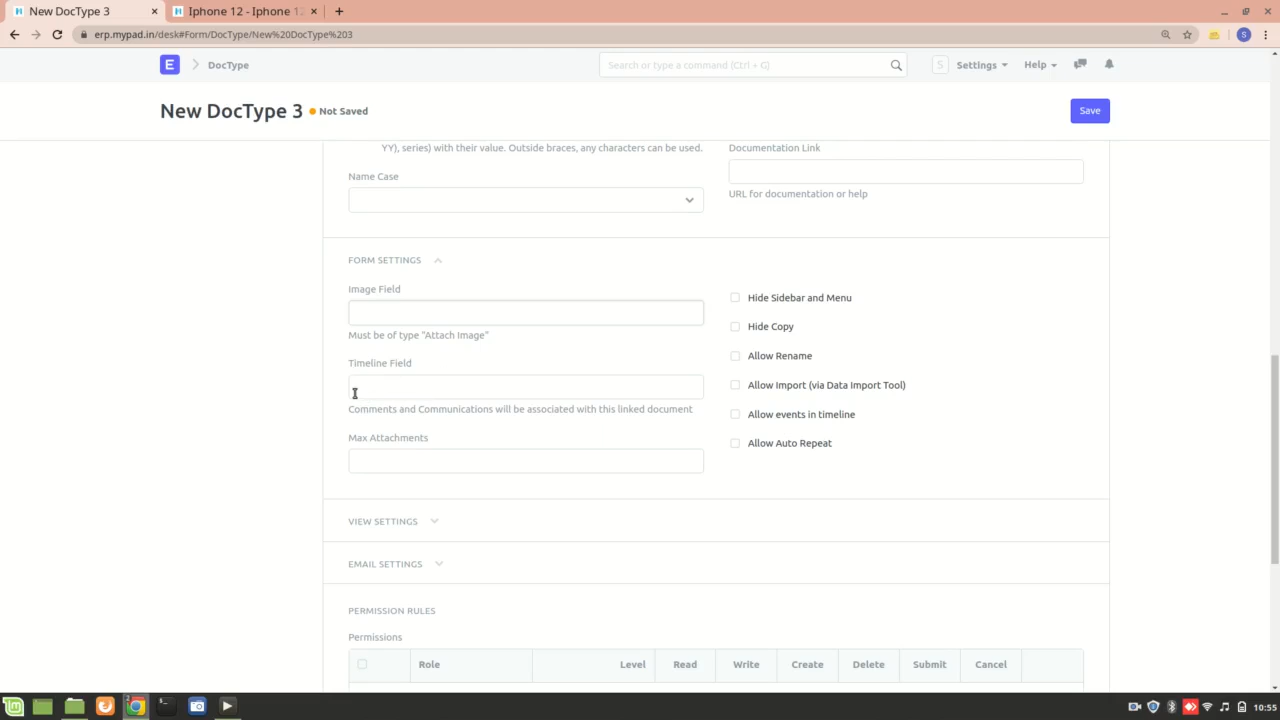 New DocType 3
Iphone 12 - Iphone 12
erp.mypad.in/desk#Form/DocType/New%20DocType%203
S
E
DocType
Search or type a command (Ctrl + G)
S
Settings
Help
New DocType 3
Not Saved
Save
YY), series) with their value. Outside braces, any characters can be used.
Name Case
Documentation Link
URL for documentation or help
FORM SETTINGS
Image Field
Must be of type "Attach Image"
Timeline Field
Comments and Communications will be associated with this linked document
Max Attachments
Hide Sidebar and Menu
Hide Copy
Allow Rename
Allow Import (via Data Import Tool)
Allow events in timeline
Allow Auto Repeat
VIEW SETTINGS
EMAIL SETTINGS
PERMISSION RULES
Permissions
Role Level Read Write Create Delete Submit Cancel
10:55